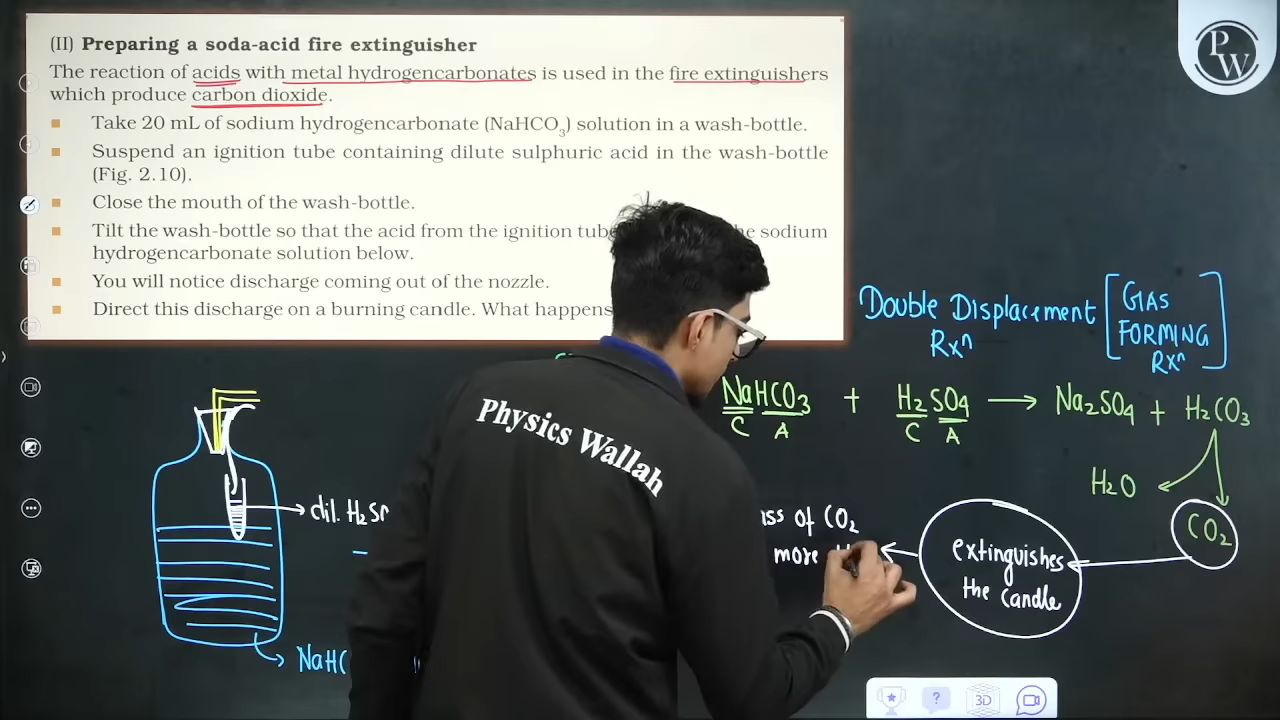 (II) Preparing a soda-acid fire extinguisher
The reaction of acids with metal hydrogencarbonates is used in the fire extinguishers
which produce carbon dioxide.
Take 20 mL of sodium hydrogencarbonate (NaHCO3) solution in a wash-bottle.
Suspend an ignition tube containing dilute sulphuric acid in the wash-bottle
(Fig. 2.10).
Close the mouth of the wash-bottle.
Tilt the wash-bottle so that the acid from the ignition tube sodium
hydrogencarbonate solution below.
You will notice discharge coming out of the nozzle.
Direct this discharge on a burning candle. What happens
PW
Double Displacement [GAS
FORMING
Rxn]
Rxn
NaHCO3 + H2SO4 → Na2SO4 + H2CO3
C A C A
H2O
CO2
dil. H2
of CO2
more
extinguishes
the candle
Physics Wallah
3D
?